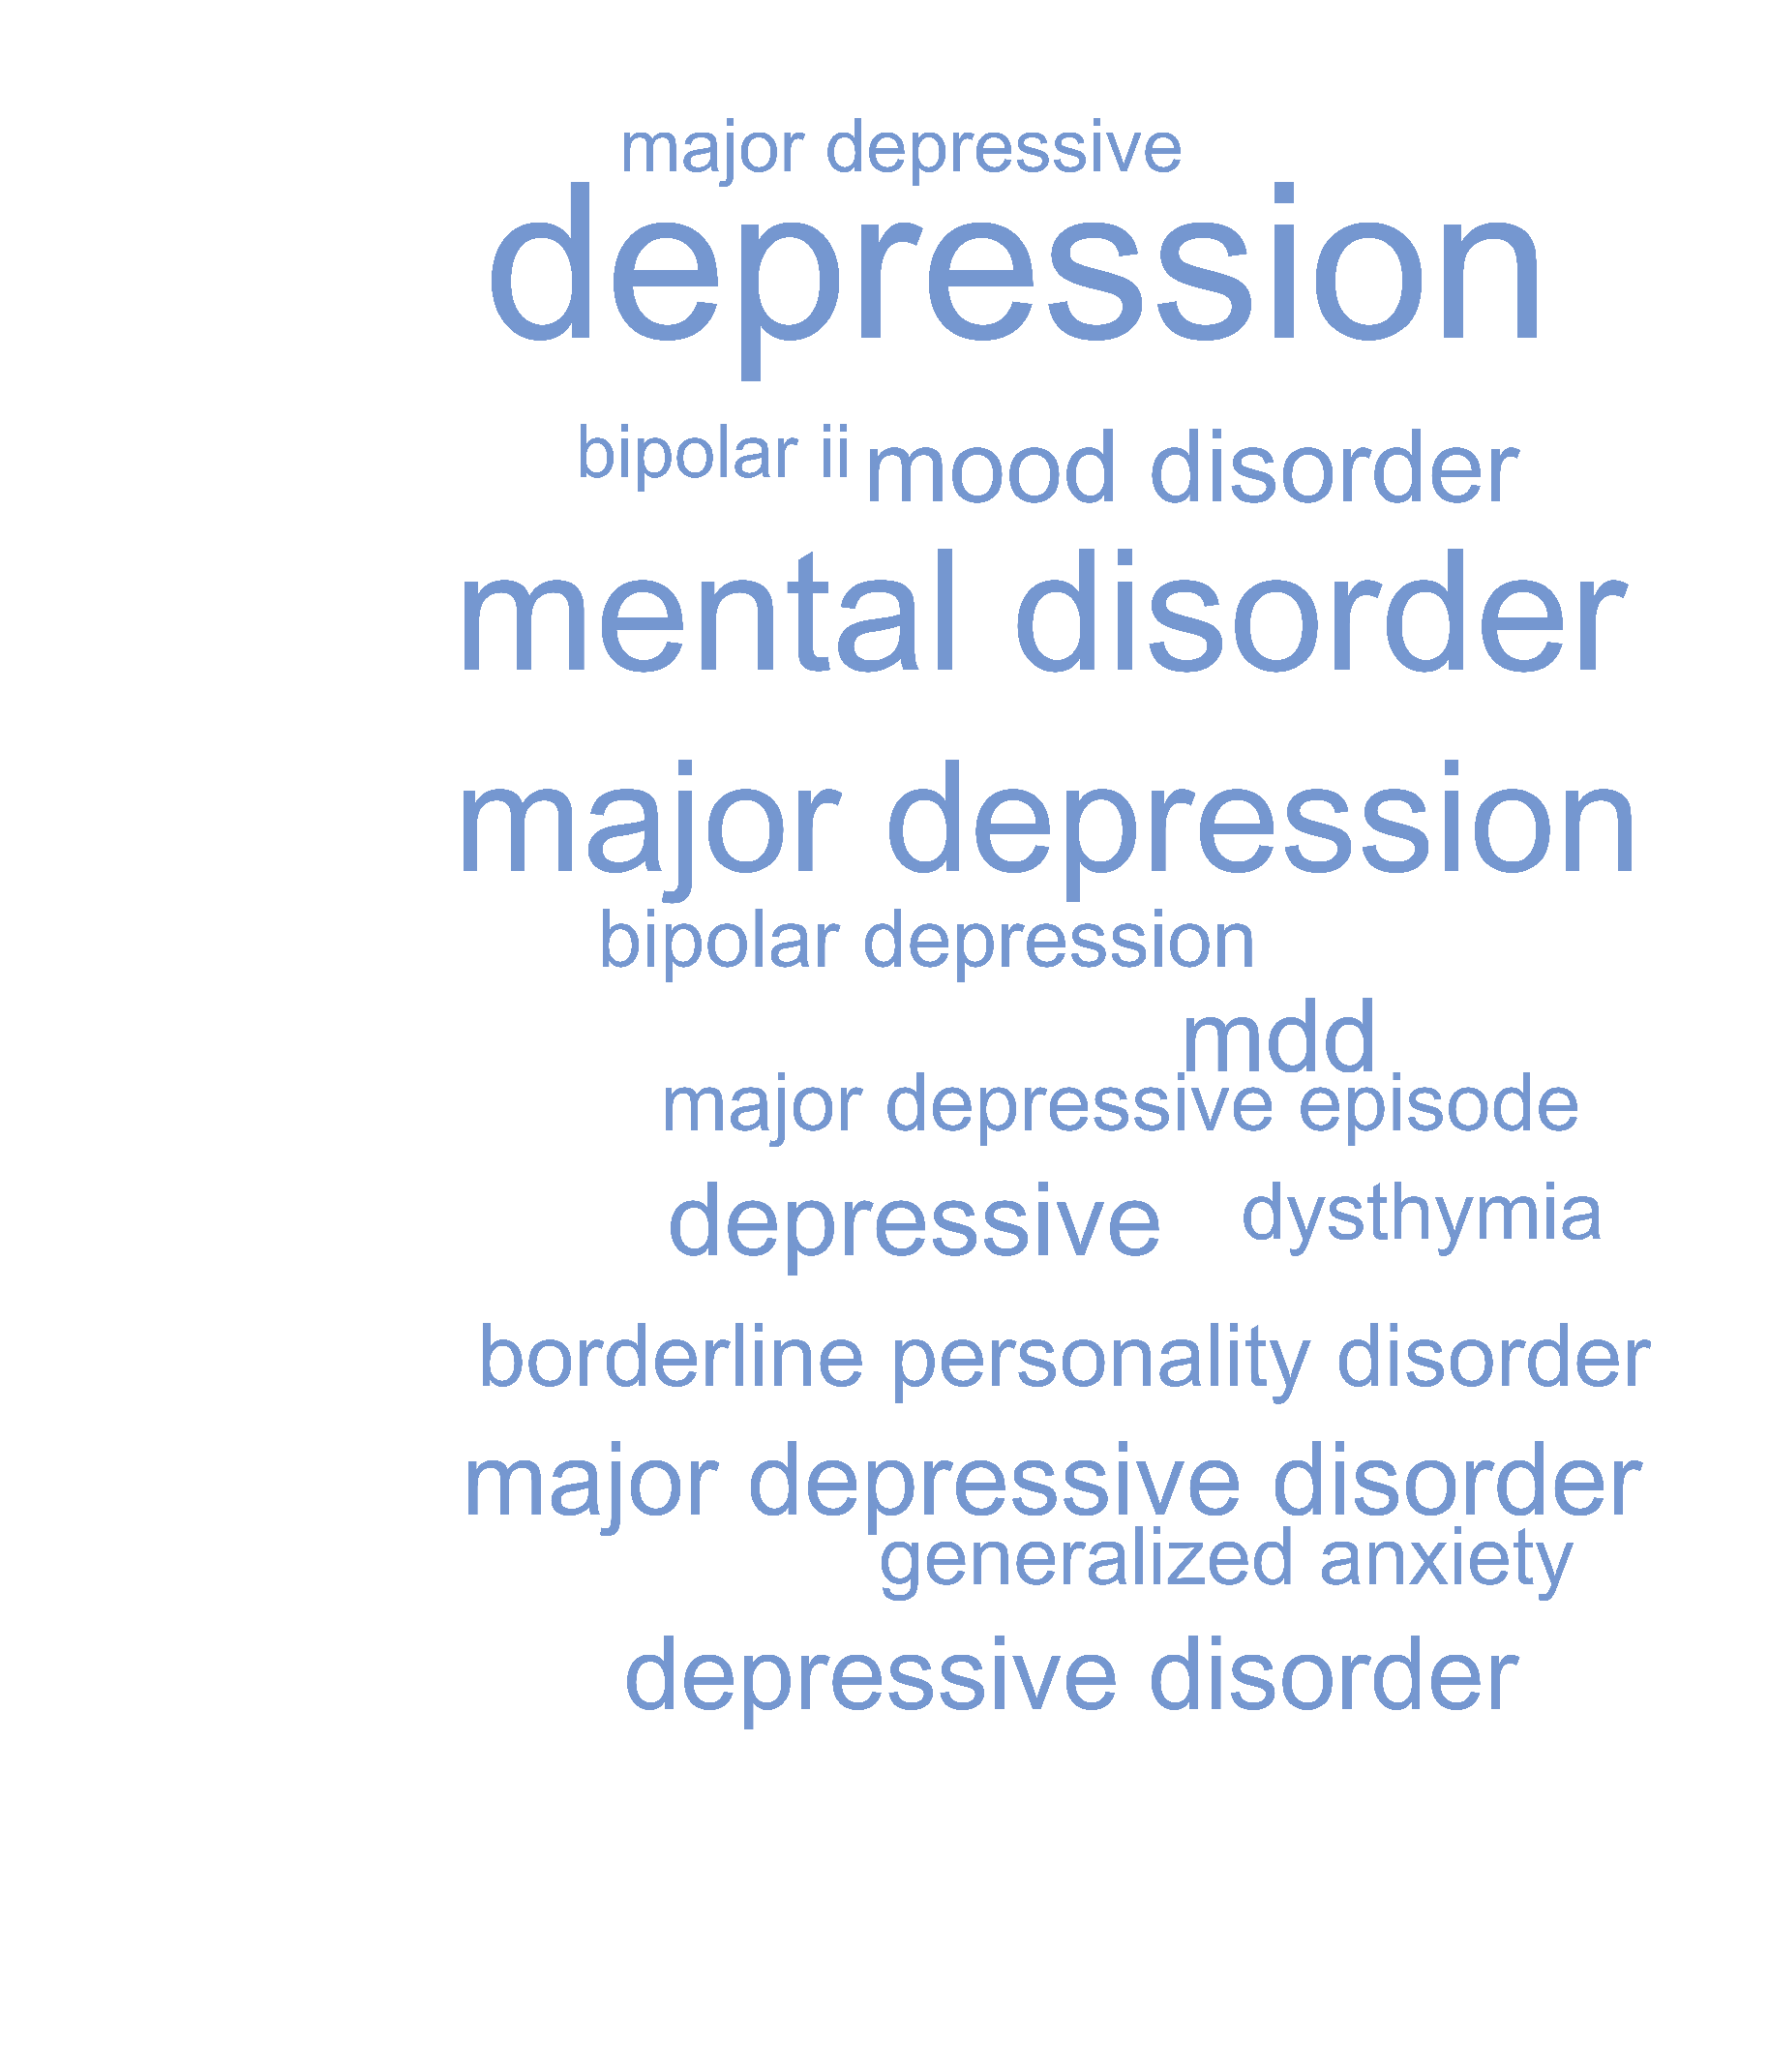 major depressive
depression
bipolar ii mood disorder
mental disorder
major depression
bipolar depression
mdd
major depressive episode
depressive dysthymia
borderline personality disorder
major depressive disorder
generalized anxiety
depressive disorder